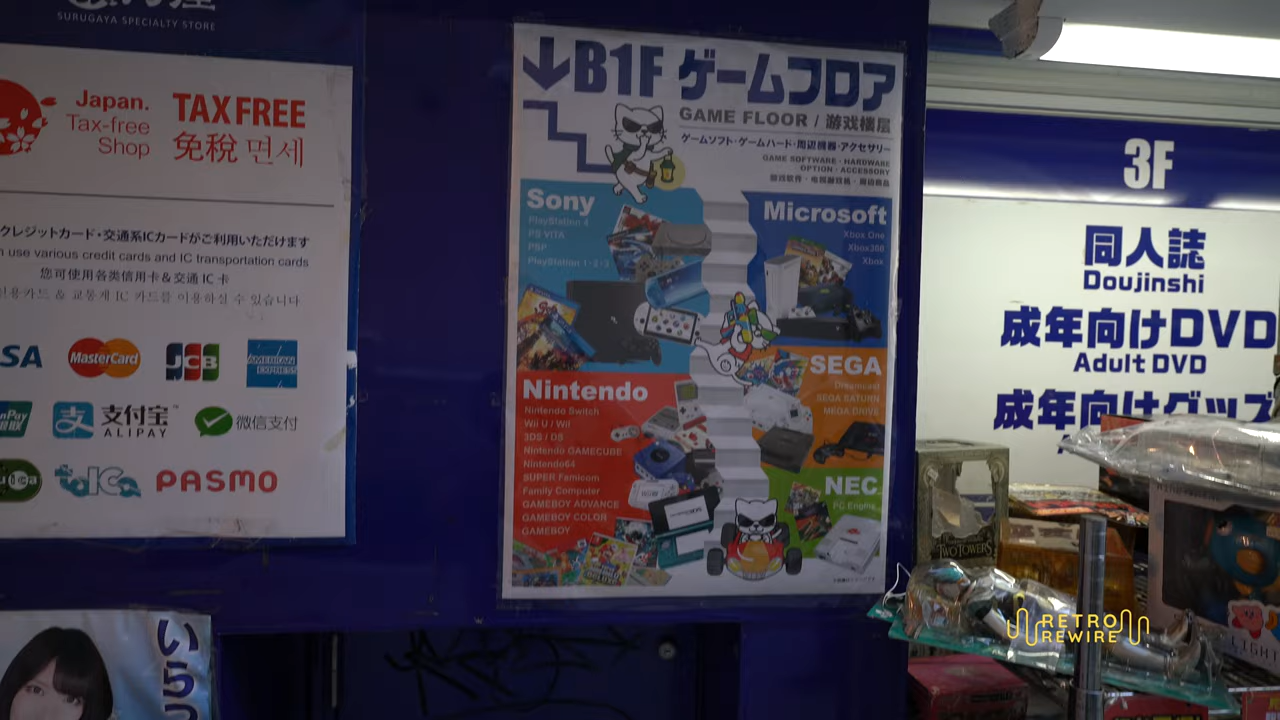 SURUGAYA SPECIALTY STORE
Japan.
Tax-free
Shop
TAX FREE
免税 면세
クレジットカード・交通系ICカードがご利用いただけます
use various credit cards and IC transportation cards
您可使用各类信用卡&交通 IC 卡
MasterCard
JCB
AMERICAN
EXPRESS
支付宝
ALIPAY
微信支付
PASMO
いら
B1F ゲームフロア
GAME FLOOR / 游戏楼层
ゲームソフト・ゲームハード・周辺機器・アクセサリー
GAME SOFTWARE・HARDWARE
OPTION・ACCESSORY
Sony
PlayStation 4
PS VITA
PSP
PlayStation 1・2・3
Microsoft
Xbox One
Xbox360
Xbox
SEGA
Dreamcast
SEGA SATURN
MEGA DRIVE
Nintendo
Nintendo Switch
Wii U / Wii
3DS / DS
Nintendo GAMECUBE
Nintendo64
SUPER Famicom
Family Computer
GAMEBOY ADVANCE
GAMEBOY COLOR
GAMEBOY
NEC
PC Engine
3F
同人誌
Doujinshi
成年向けDVD
Adult DVD
成年向けグッズ
TWO TOWERS
RETRO
REWIRE